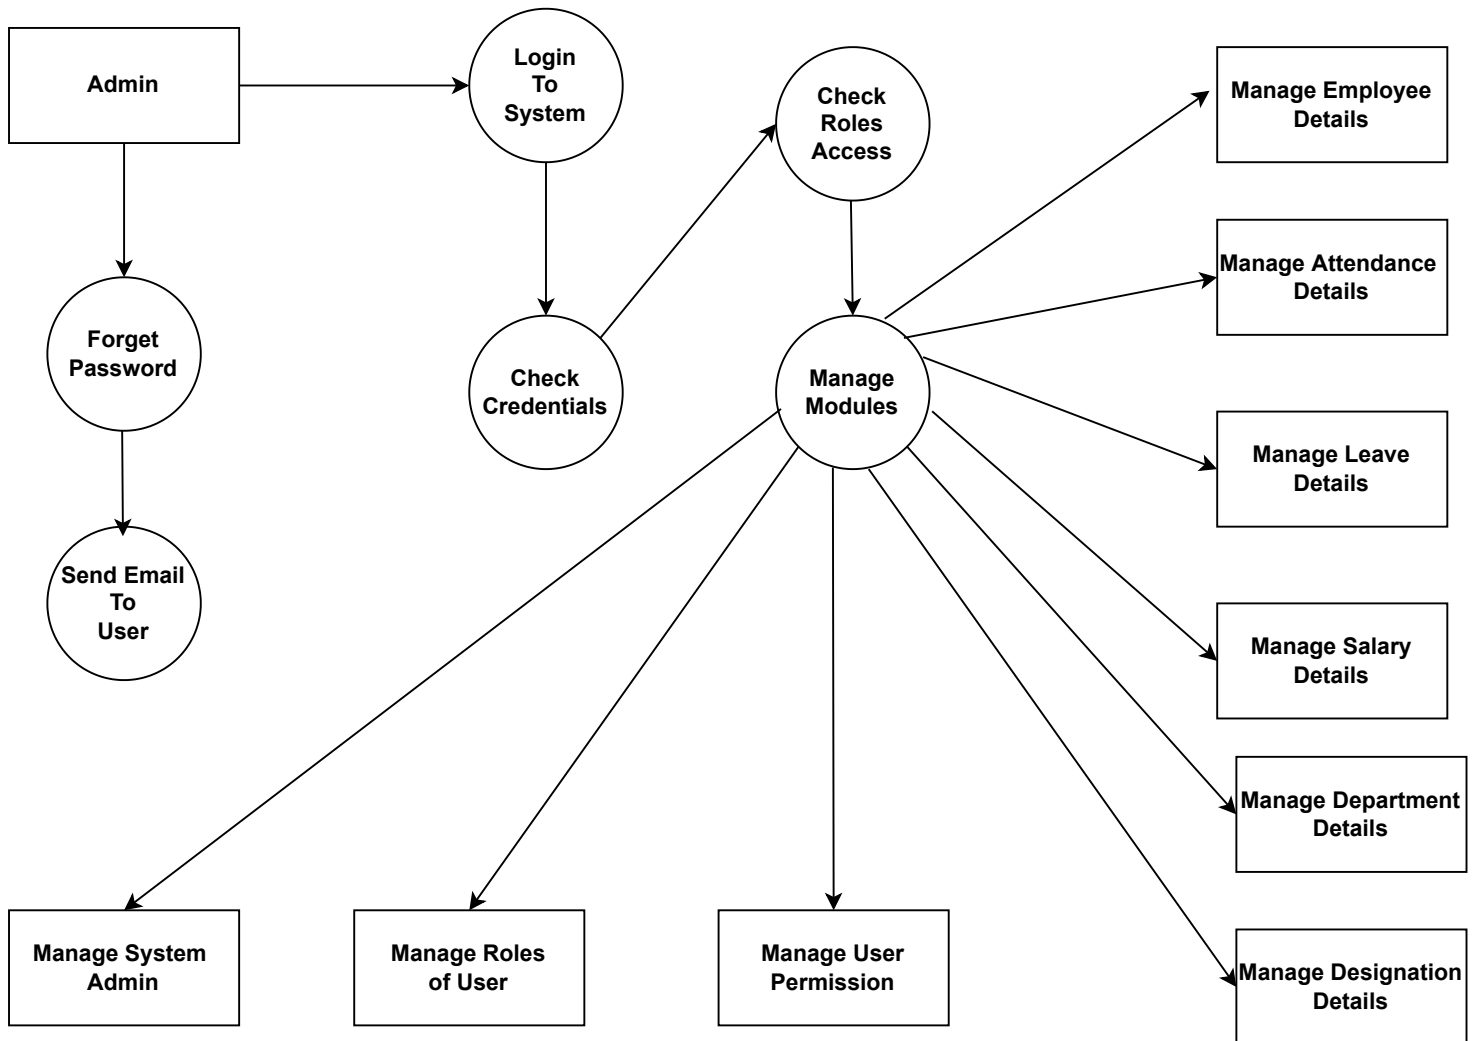 Admin
Login
To
System
Check
Roles
Access
Manage Employee
Details
Manage Attendance
Details
Forget
Password
Check
Credentials
Manage
Modules
Manage Leave
Details
Send Email
To
User
Manage Salary
Details
Manage Department
Details
Manage System
Admin
Manage Roles
of User
Manage User
Permission
Manage Designation
Details